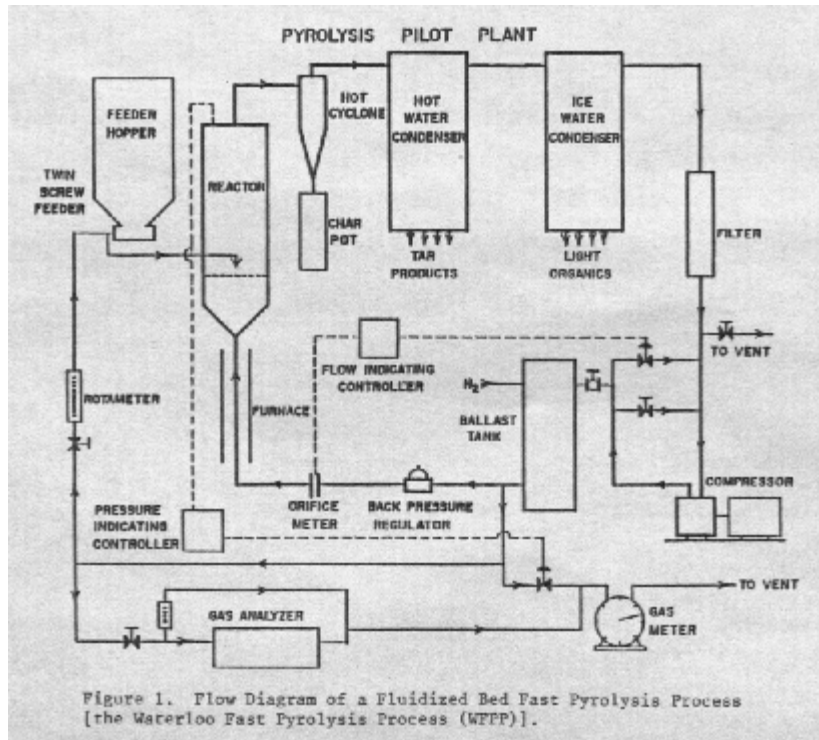 PYROLYSIS PILOT PLANT
FEEDER
HOPPER
TWIN
SCREW
FEEDER
REACTOR
HOT
CYCLONE
CHAR
POT
HOT
WATER
CONDENSER
TAR
PRODUCTS
ICE
WATER
CONDENSER
LIGHT
ORGANICS
FILTER
TO VENT
FLOW INDICATING
CONTROLLER
N₂
BALLAST
TANK
ROTAMETER
FURNACE
COMPRESSOR
PRESSURE
INDICATING
CONTROLLER
ORIFICE
METER
BACK PRESSURE
REGULATOR
GAS ANALYZER
TO VENT
GAS
METER
Figure 1. Flow Diagram of a Fluidized Bed Fast Pyrolysis Process
[the Waterloo Fast Pyrolysis Process (WFPP)].